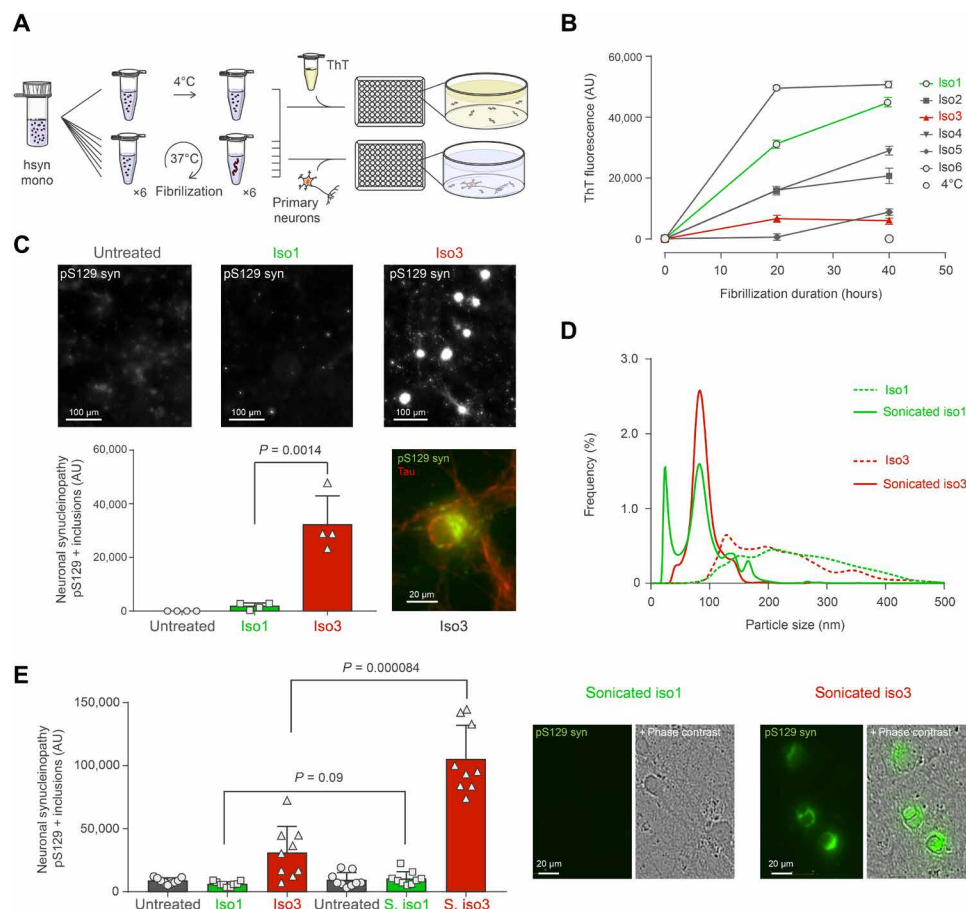 A
hsyn
mono
4°C
×6
37°C
Fibrilization
×6
ThT
Primary
neurons
B
ThT fluorescence (AU)
60,000
40,000
20,000
0
0
10
20
30
40
50
Fibrillization duration (hours)
Iso1
Iso2
Iso3
Iso4
Iso5
Iso6
4°C
C
Untreated
Iso1
Iso3
pS129 syn
pS129 syn
pS129 syn
100 µm
100 µm
100 µm
Neuronal synucleinopathy
pS129 + inclusions (AU)
60,000
40,000
20,000
0
P = 0.0014
Untreated
Iso1
Iso3
pS129 syn
Tau
20 µm
Iso3
D
Frequency (%)
3.0
2.0
1.0
0
0
100
200
300
400
500
Particle size (nm)
Iso1
Sonicated iso1
Iso3
Sonicated iso3
E
Neuronal synucleinopathy
pS129 + inclusions (AU)
150,000
100,000
50,000
0
P = 0.000084
P = 0.09
Untreated
Iso1
Iso3
Untreated
S. iso1
S. iso3
Sonicated iso1
pS129 syn
+ Phase contrast
20 µm
Sonicated iso3
pS129 syn
+ Phase contrast
20 µm